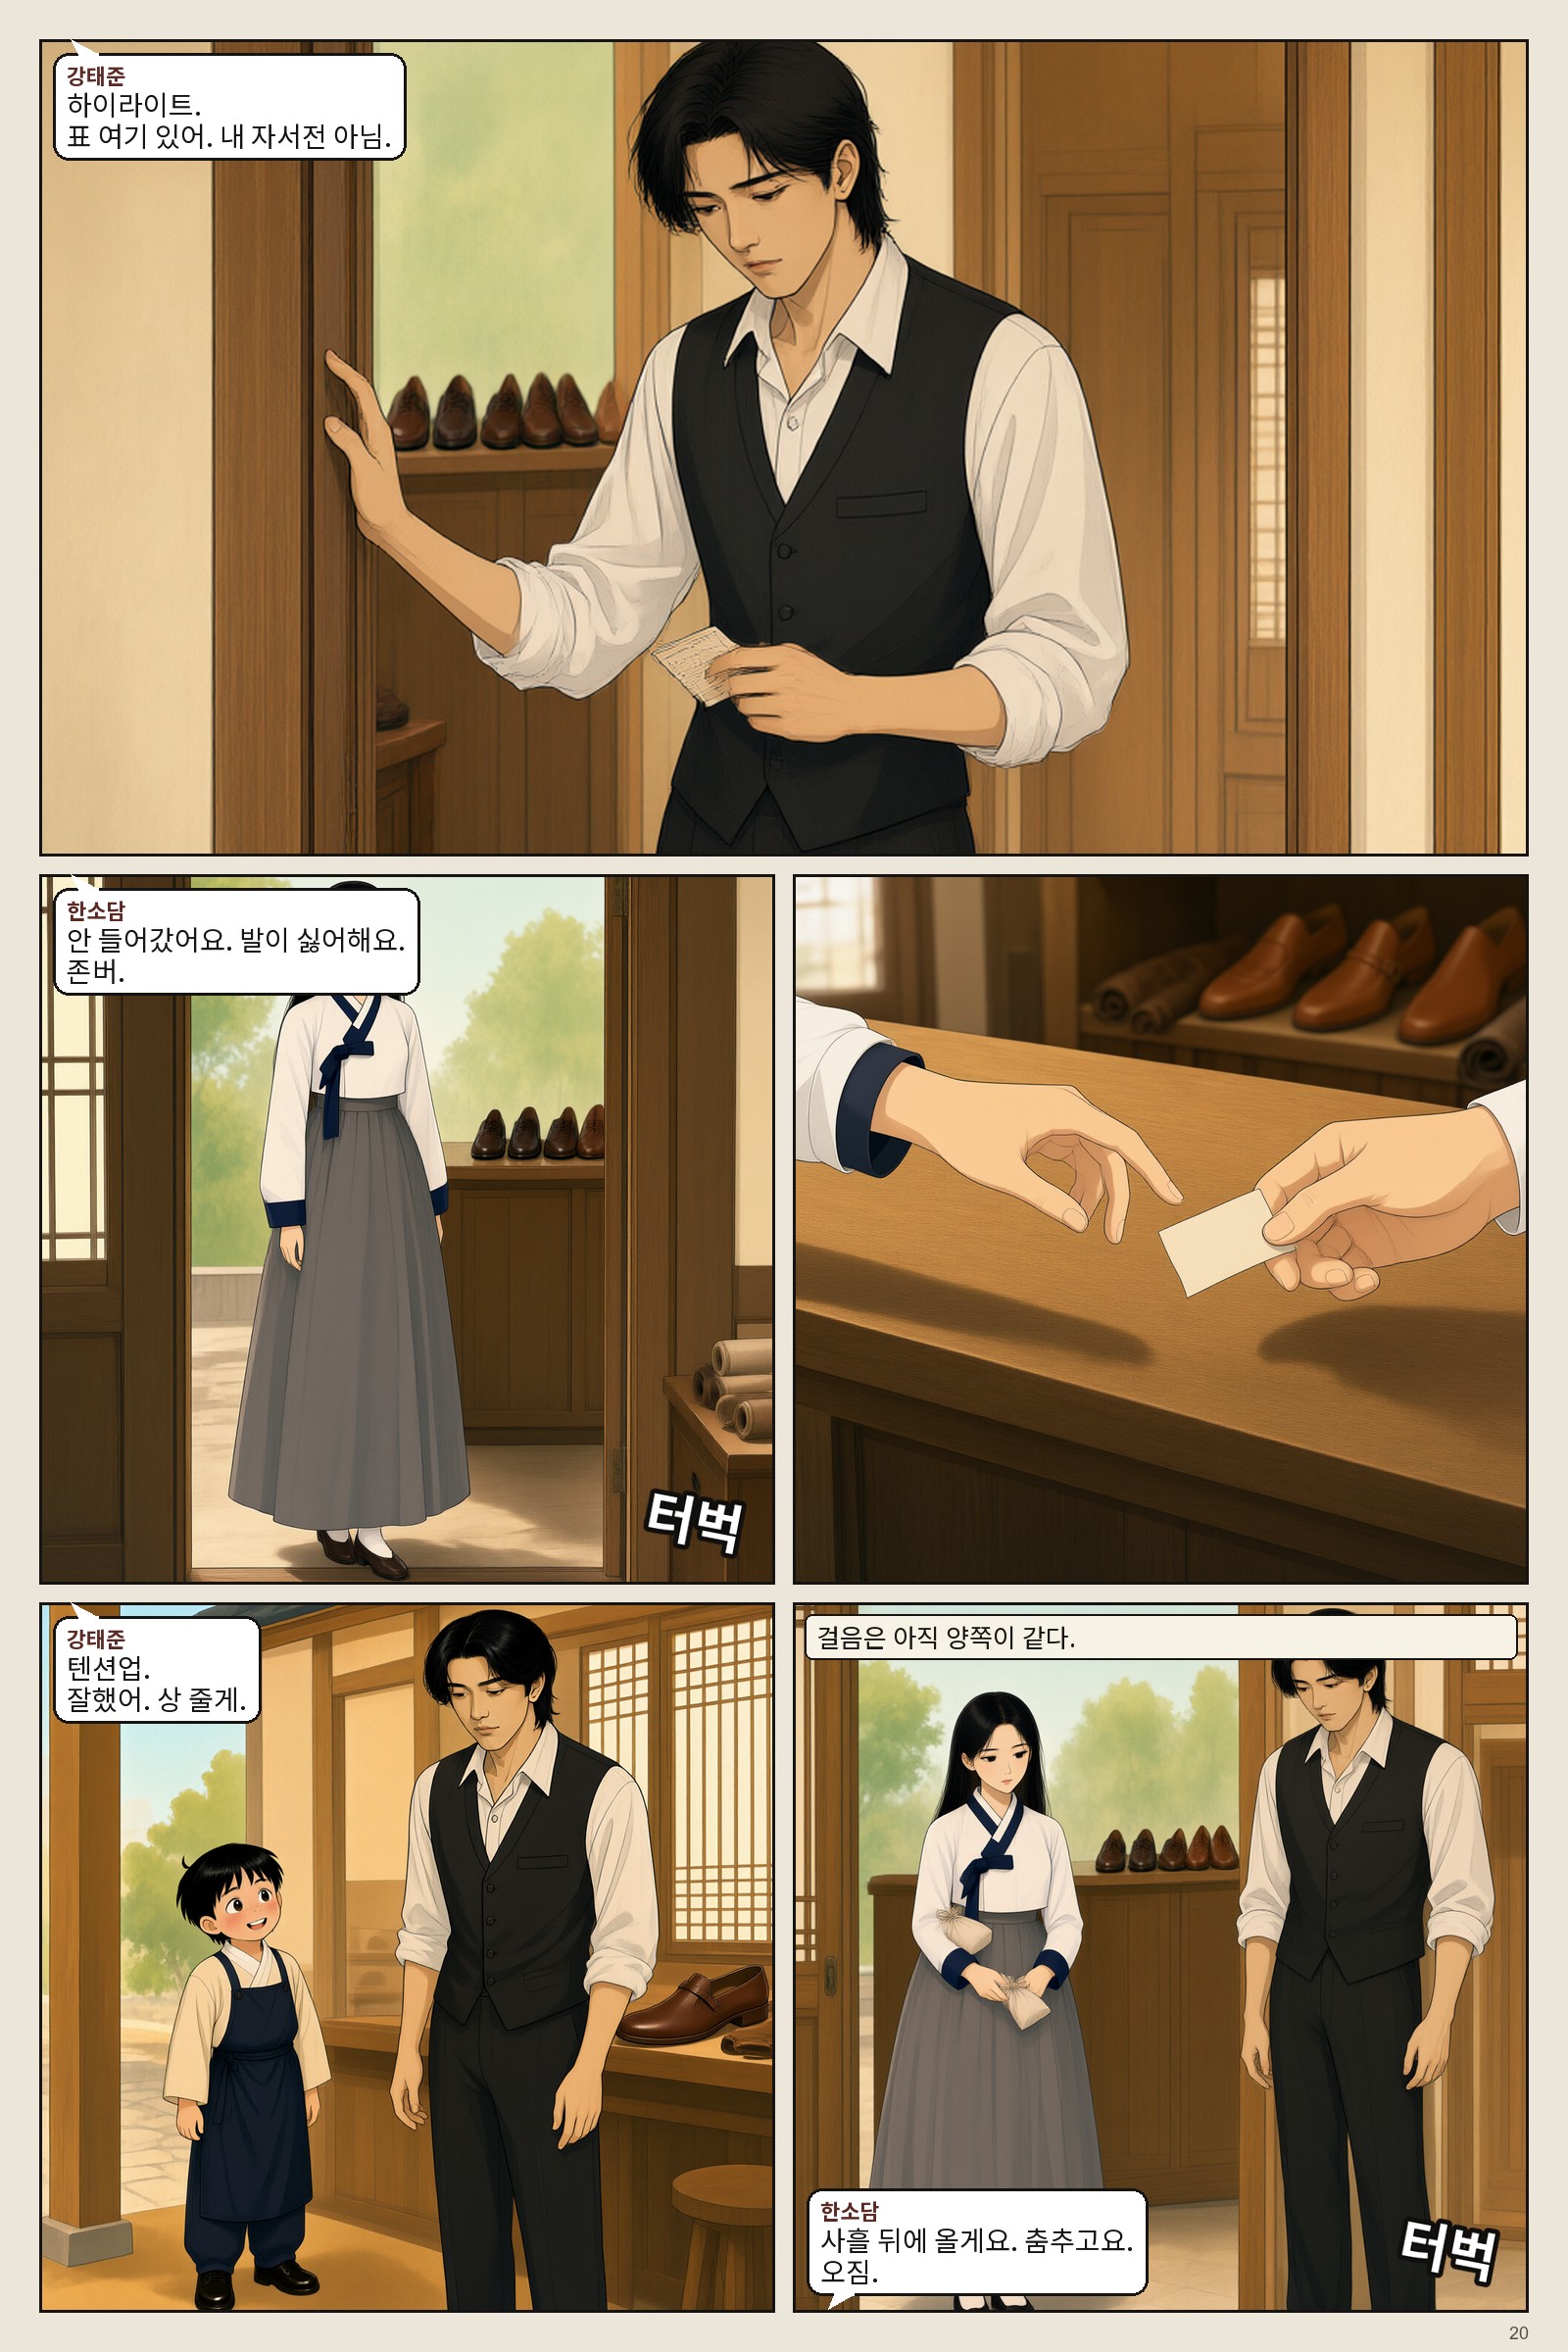 강태준
하이라이트.
표 여기 있어. 내 자서전 아님.
한소담
안 들어갔어요. 발이 싫어해요.
존버.
터벅
강태준
텐션업.
잘했어. 상 줄게.
걸음은 아직 양쪽이 같다.
한소담
사흘 뒤에 올게요. 춤추고요.
오짐.
터벅
20